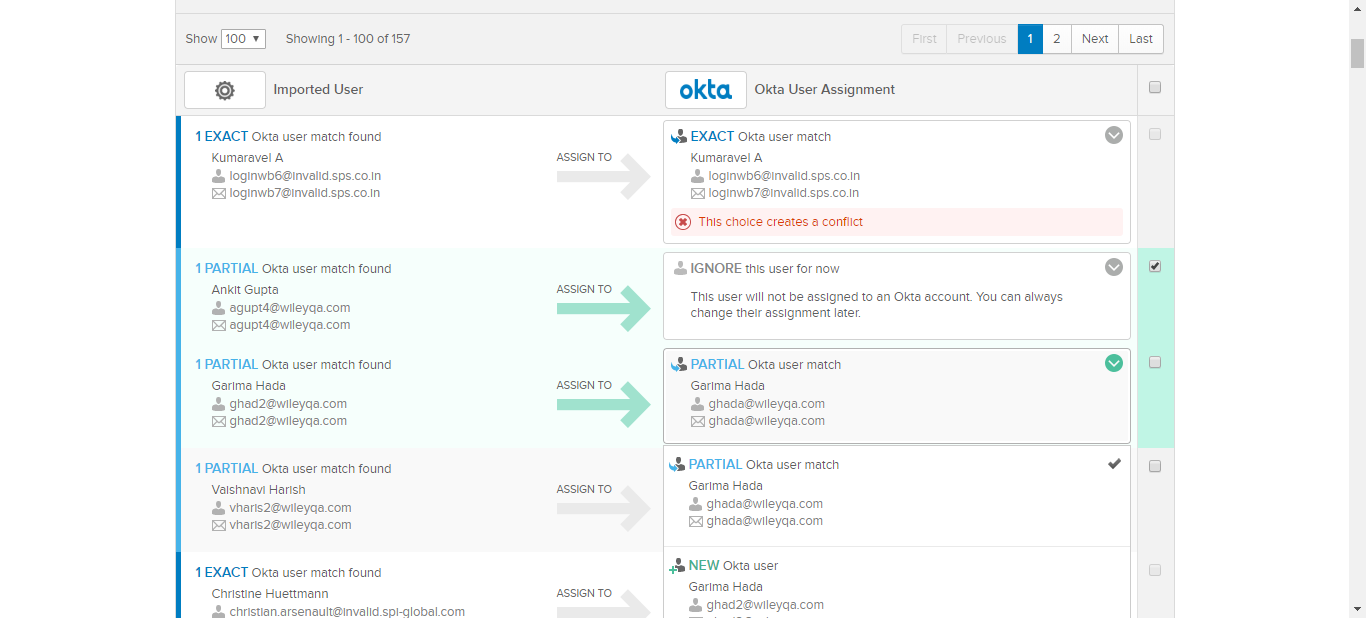 Show 100 Showing 1 - 100 of 157 First Previous 1 2 Next Last
Imported User okta Okta User Assignment
1 EXACT Okta user match found
Kumaravel A
loginwb6@invalid.sps.co.in
loginwb7@invalid.sps.co.in
ASSIGN TO
EXACT Okta user match
Kumaravel A
loginwb6@invalid.sps.co.in
loginwb7@invalid.sps.co.in
This choice creates a conflict
1 PARTIAL Okta user match found
Ankit Gupta
agupt4@wileyqa.com
agupt4@wileyqa.com
ASSIGN TO
IGNORE this user for now
This user will not be assigned to an Okta account. You can always
change their assignment later.
1 PARTIAL Okta user match found
Garima Hada
ghad2@wileyqa.com
ghad2@wileyqa.com
ASSIGN TO
PARTIAL Okta user match
Garima Hada
ghada@wileyqa.com
ghada@wileyqa.com
1 PARTIAL Okta user match found
Vaishnavi Harish
vharis2@wileyqa.com
vharis2@wileyqa.com
ASSIGN TO
PARTIAL Okta user match
Garima Hada
ghada@wileyqa.com
ghada@wileyqa.com
1 EXACT Okta user match found
Christine Huettmann
christian.arsenault@invalid.spi-global.com
ASSIGN TO
NEW Okta user
Garima Hada
ghad2@wileyqa.com